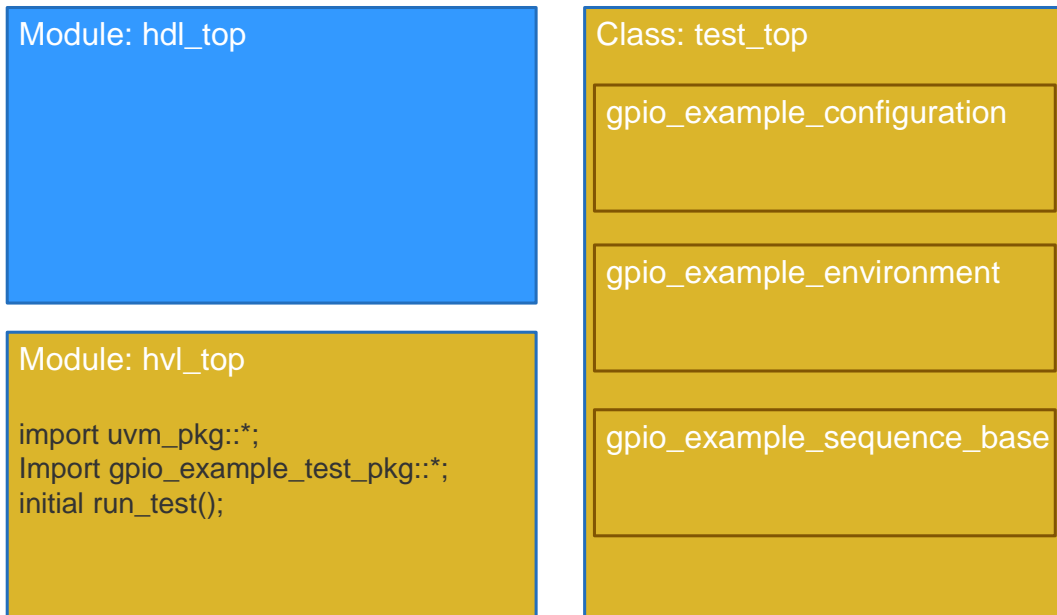 Module: hdl_top
Module: hvl_top
import uvm_pkg::*;
Import gpio_example_test_pkg::*;
initial run_test();
Class: test_top
gpio_example_configuration
gpio_example_environment
gpio_example_sequence_base